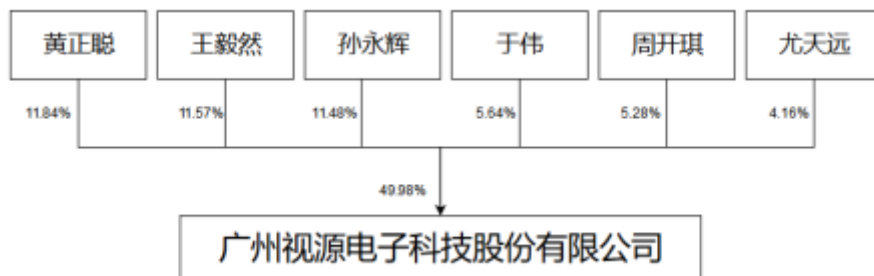 黄正聪 王毅然 孙永辉 于伟 周开琪 尤天远
11.84% 11.57% 11.48% 5.64% 5.28% 4.16%
49.98%
广州视源电子科技股份有限公司